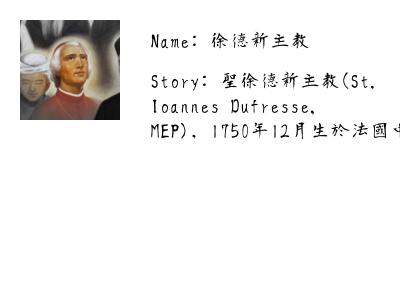 Name: 徐德新主教
Story: 聖徐德新主教(St.
Ioannes Dufresse,
MEP), 1750年12月生於法國